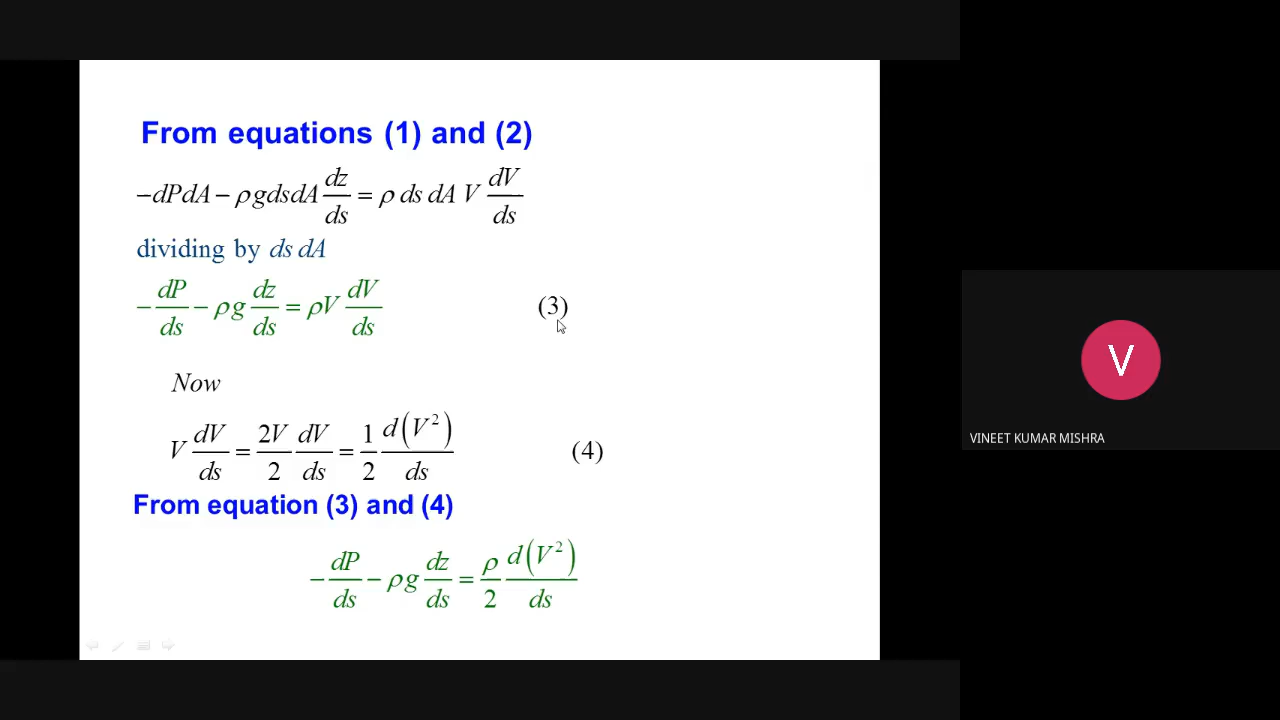 From equations (1) and (2)
−dPdA − ρgdsdA dz/ds = ρ ds dA V dV/ds
dividing by ds dA
− dP/ds − ρg dz/ds = ρV dV/ds (3)
Now
V dV/ds = 2V/2 dV/ds = 1/2 d(V²)/ds (4)
From equation (3) and (4)
− dP/ds − ρg dz/ds = ρ/2 d(V²)/ds
V
VINEET KUMAR MISHRA